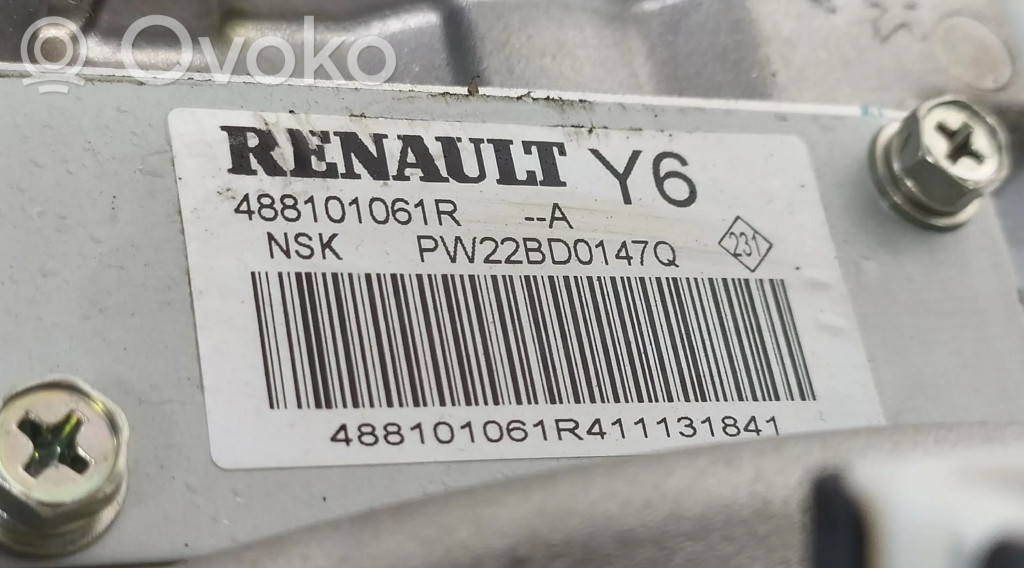 Ovoko
RENAULT Y6
488101061R --A
NSK PW22BD0147Q 231
488101061R411131841